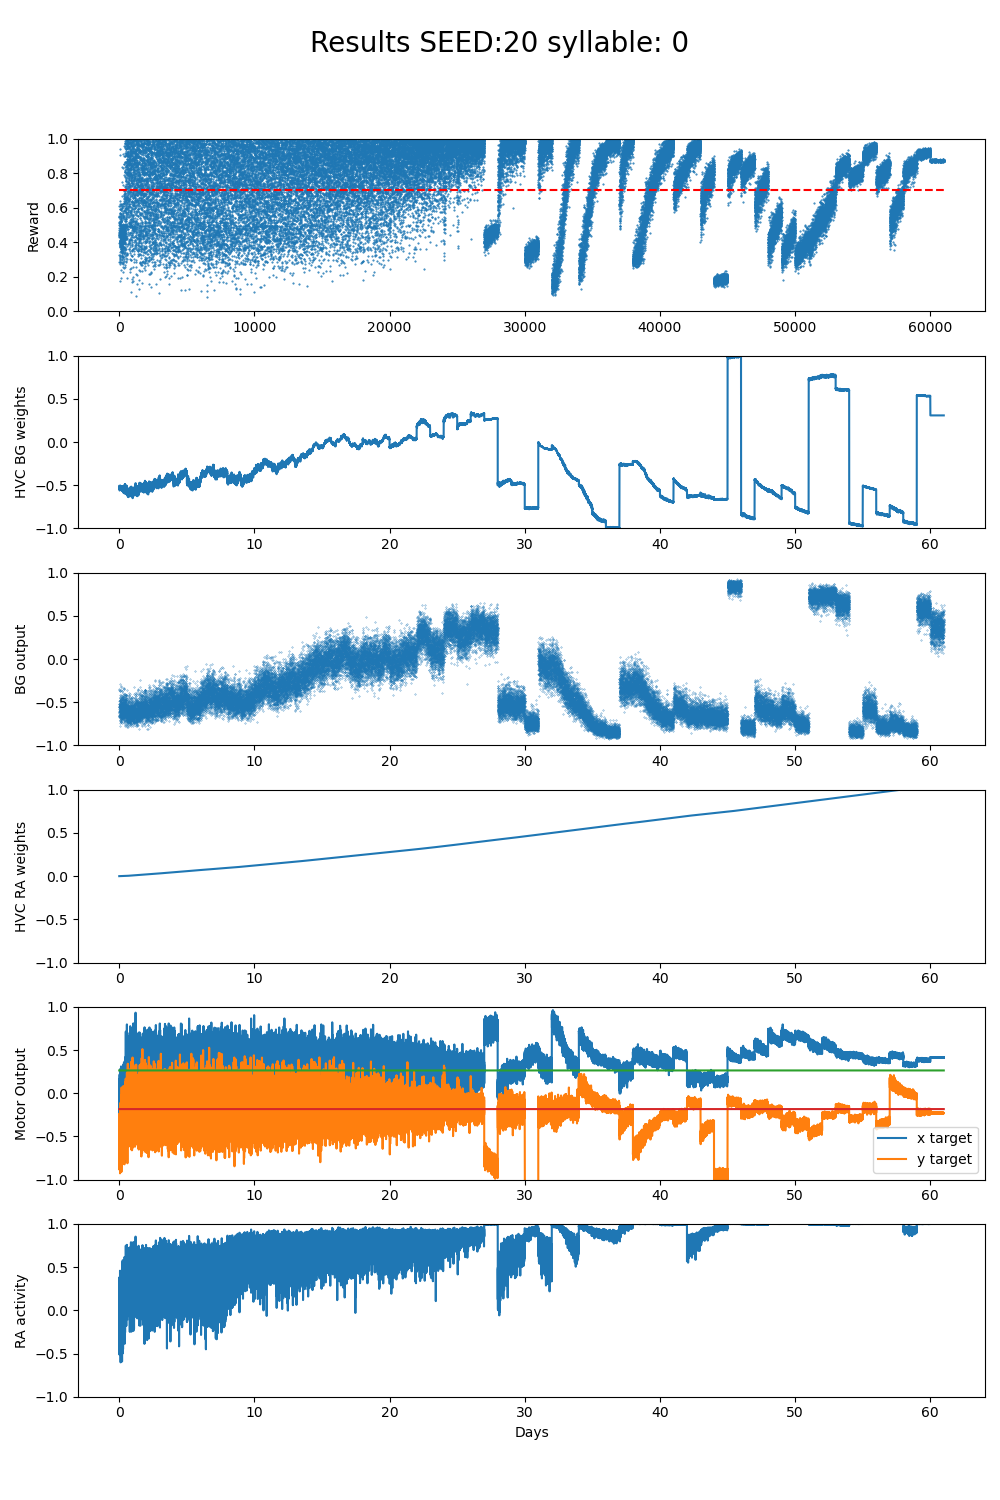 Results SEED:20 syllable: 0
1.0
0.8
0.6
0.4
0.2
0.0
Reward
0 10000 20000 30000 40000 50000 60000
1.0
0.5
0.0
−0.5
−1.0
HVC BG weights
0 10 20 30 40 50 60
1.0
0.5
0.0
−0.5
−1.0
BG output
0 10 20 30 40 50 60
1.0
0.5
0.0
−0.5
−1.0
HVC RA weights
0 10 20 30 40 50 60
1.0
0.5
0.0
−0.5
−1.0
Motor Output
x target
y target
0 10 20 30 40 50 60
1.0
0.5
0.0
−0.5
−1.0
RA activity
0 10 20 30 40 50 60
Days